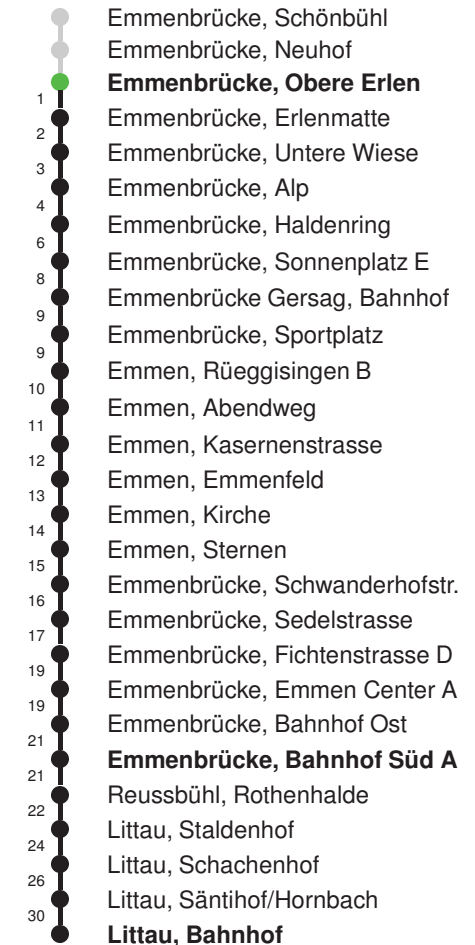 Emmenbrücke, Schönbühl
Emmenbrücke, Neuhof
Emmenbrücke, Obere Erlen
1
Emmenbrücke, Erlenmatte
2
Emmenbrücke, Untere Wiese
3
Emmenbrücke, Alp
4
Emmenbrücke, Haldenring
6
Emmenbrücke, Sonnenplatz E
8
Emmenbrücke Gersag, Bahnhof
9
Emmenbrücke, Sportplatz
9
Emmen, Rüeggisingen B
10
Emmen, Abendweg
11
Emmen, Kasernenstrasse
12
Emmen, Emmenfeld
13
Emmen, Kirche
14
Emmen, Sternen
15
Emmenbrücke, Schwanderhofstr.
16
Emmenbrücke, Sedelstrasse
17
Emmenbrücke, Fichtenstrasse D
19
Emmenbrücke, Emmen Center A
19
Emmenbrücke, Bahnhof Ost
21
Emmenbrücke, Bahnhof Süd A
21
Reussbühl, Rothenhalde
22
Littau, Staldenhof
24
Littau, Schachenhof
26
Littau, Säntihof/Hornbach
30
Littau, Bahnhof